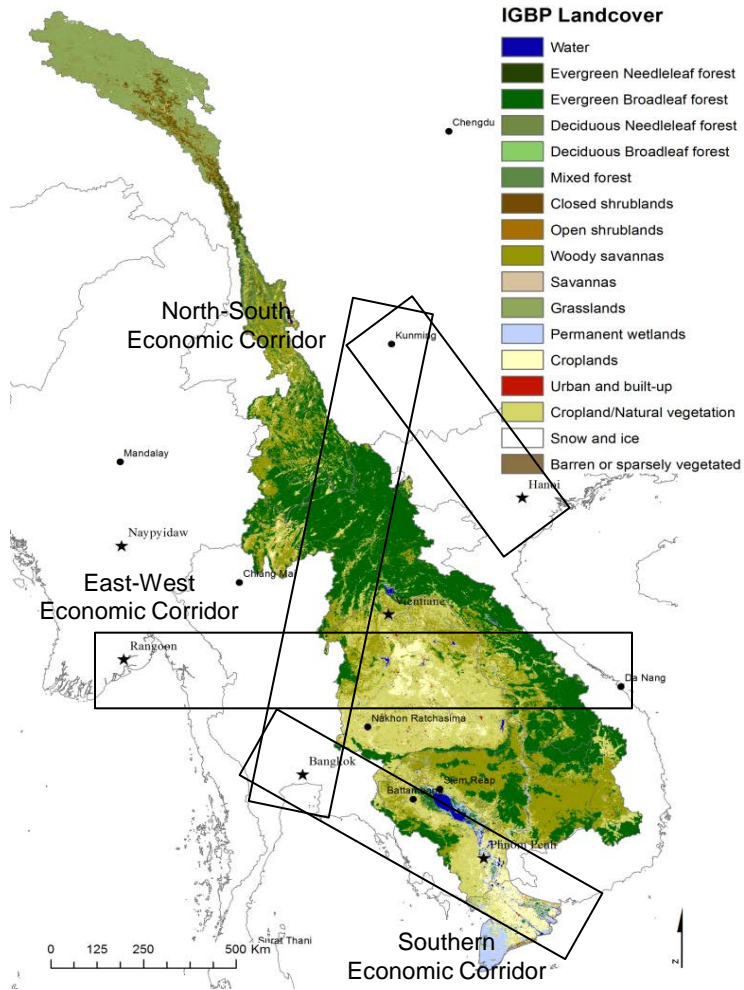 IGBP Landcover
Water
Evergreen Needleleaf forest
Evergreen Broadleaf forest
Deciduous Needleleaf forest
Deciduous Broadleaf forest
Mixed forest
Closed shrublands
Open shrublands
Woody savannas
Savannas
Grasslands
Permanent wetlands
Croplands
Urban and built-up
Cropland/Natural vegetation
Snow and ice
Barren or sparsely vegetated
Chengdu
North-South
Economic Corridor
Kunming
Mandalay
Hanoi
Naypyidaw
Chiang Mai
East-West
Economic Corridor
Vientiane
Rangoon
Da Nang
Nakhon Ratchasima
Bangkok
Siem Reap
Battambang
Phnom Penh
Surat Thani
0 125 250 500 Km
Southern
Economic Corridor
N